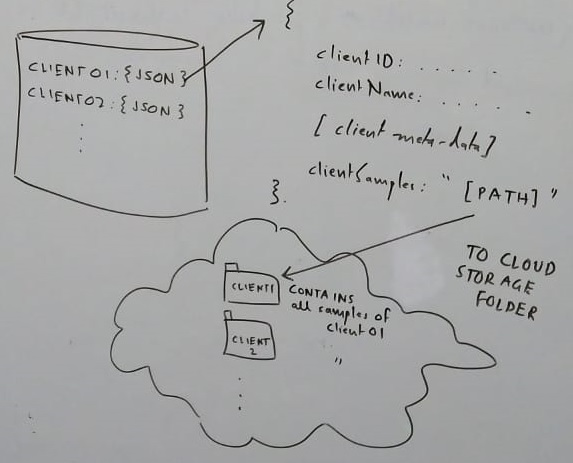 CLIENT01:{JSON}
CLIENT02:{JSON}
{
clientID: . . . . .
clientName: . . . . .
[client-meta-data]
clientSamples: "[PATH]"
}.
TO CLOUD
STORAGE
FOLDER
CLIENT1
CONTAINS
all samples of
client01
CLIENT
2
"